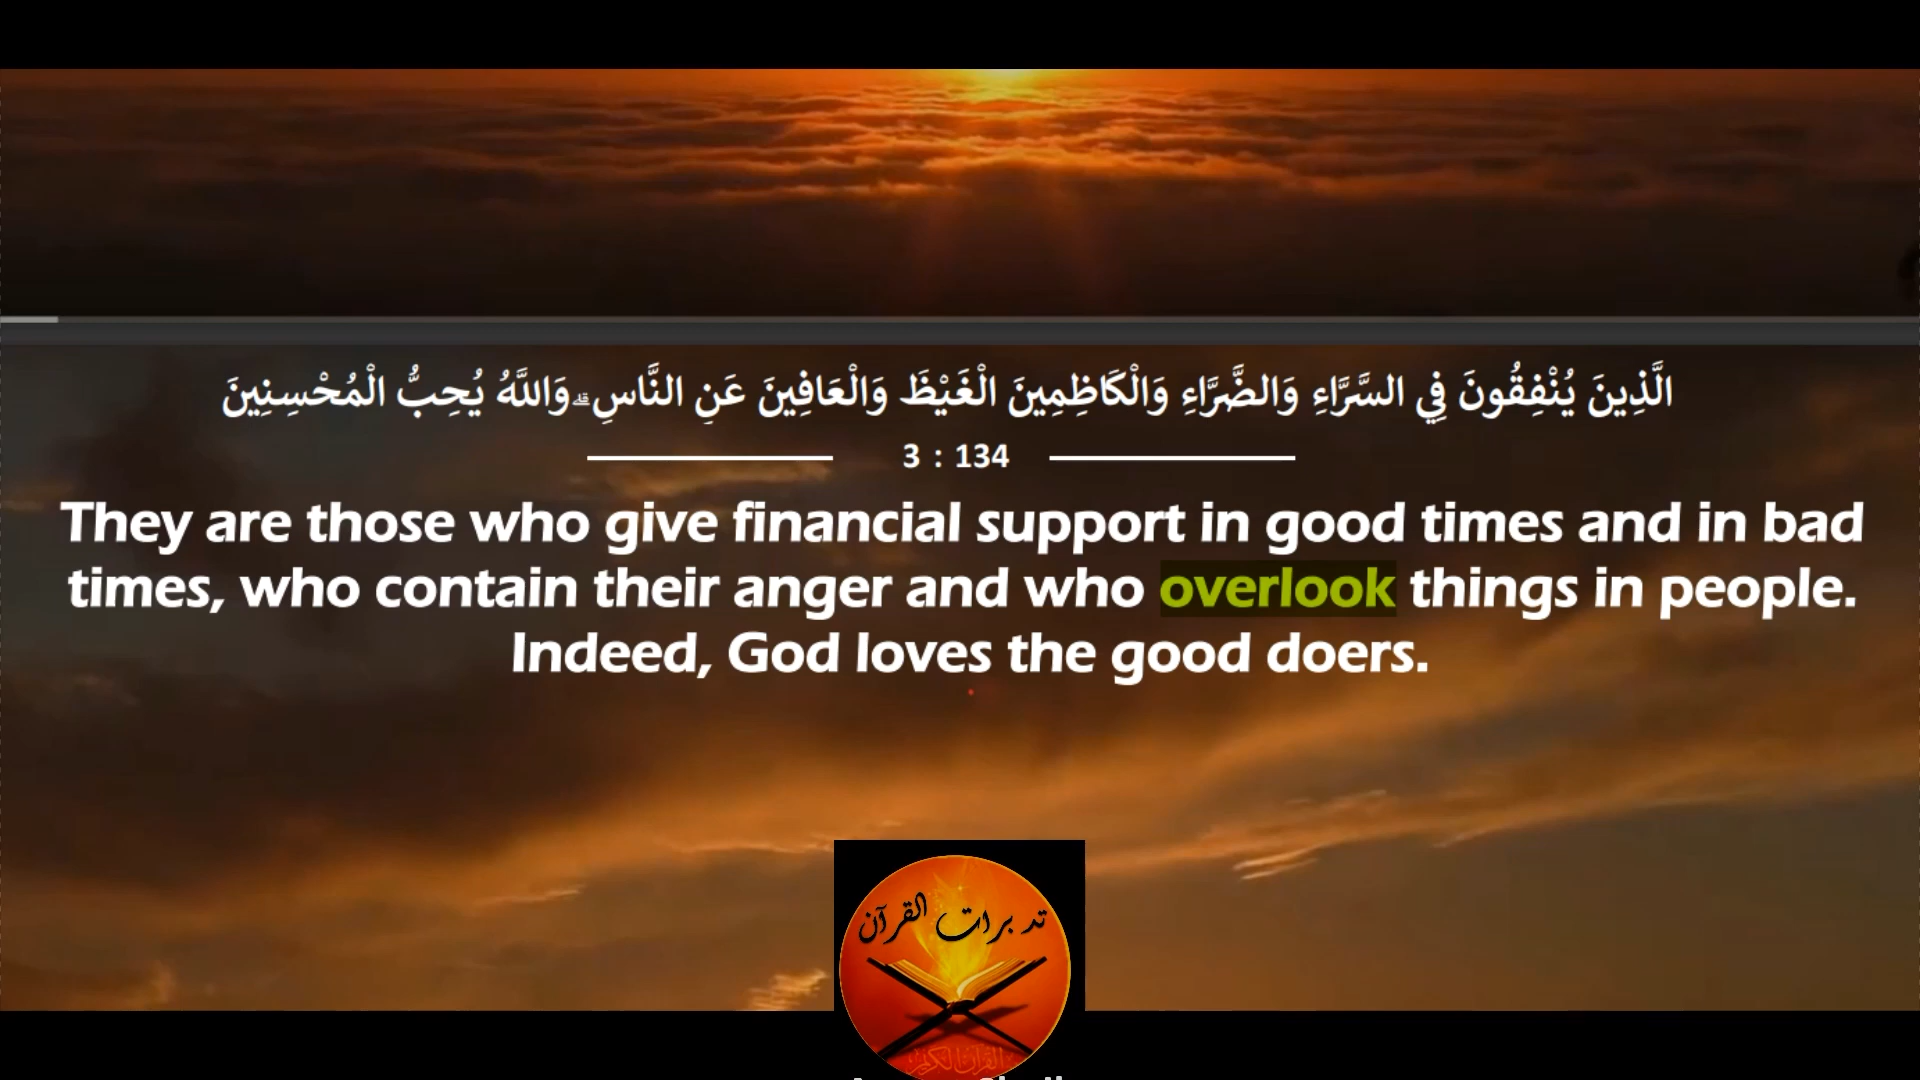 الَّذِينَ يُنْفِقُونَ فِي السَّرَّاءِ وَالضَّرَّاءِ وَالْكَاظِمِينَ الْغَيْظَ وَالْعَافِينَ عَنِ النَّاسِ ۗ وَاللَّهُ يُحِبُّ الْمُحْسِنِينَ
3 : 134
They are those who give financial support in good times and in bad
times, who contain their anger and who overlook things in people.
Indeed, God loves the good doers.
تدبرات القرآن
القرآن الكريم